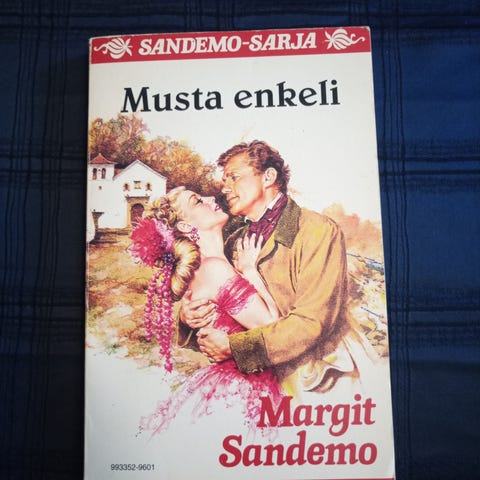 SANDEMO-SARJA
Musta enkeli
Margit
Sandemo
993352-9601